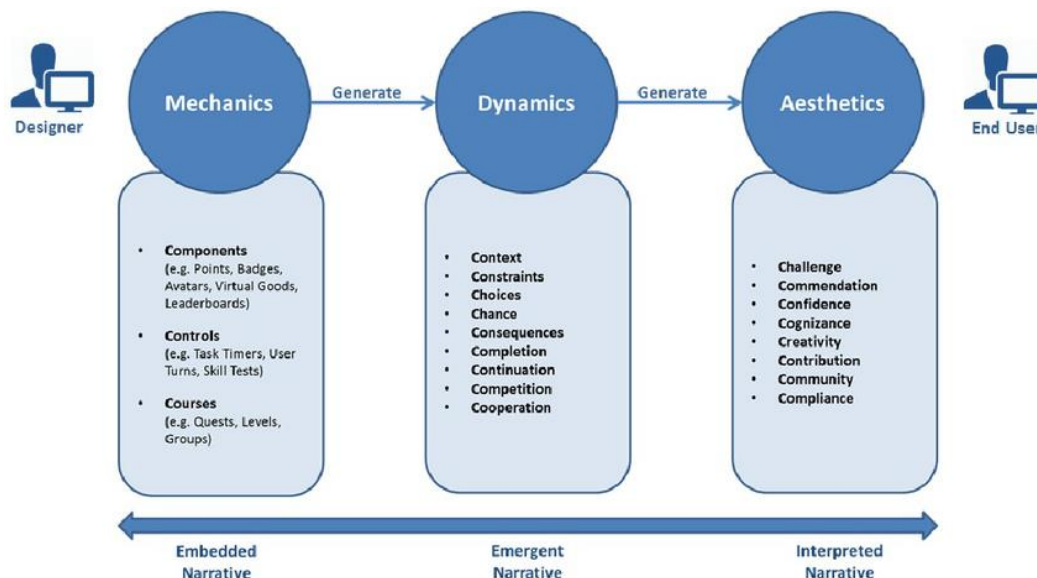 Designer
Mechanics
Generate
Dynamics
Generate
Aesthetics
End User
• Components
(e.g. Points, Badges,
Avatars, Virtual Goods,
Leaderboards)
• Controls
(e.g. Task Timers, User
Turns, Skill Tests)
• Courses
(e.g. Quests, Levels,
Groups)
• Context
• Constraints
• Choices
• Chance
• Consequences
• Completion
• Continuation
• Competition
• Cooperation
• Challenge
• Commendation
• Confidence
• Cognizance
• Creativity
• Contribution
• Community
• Compliance
Embedded
Narrative
Emergent
Narrative
Interpreted
Narrative